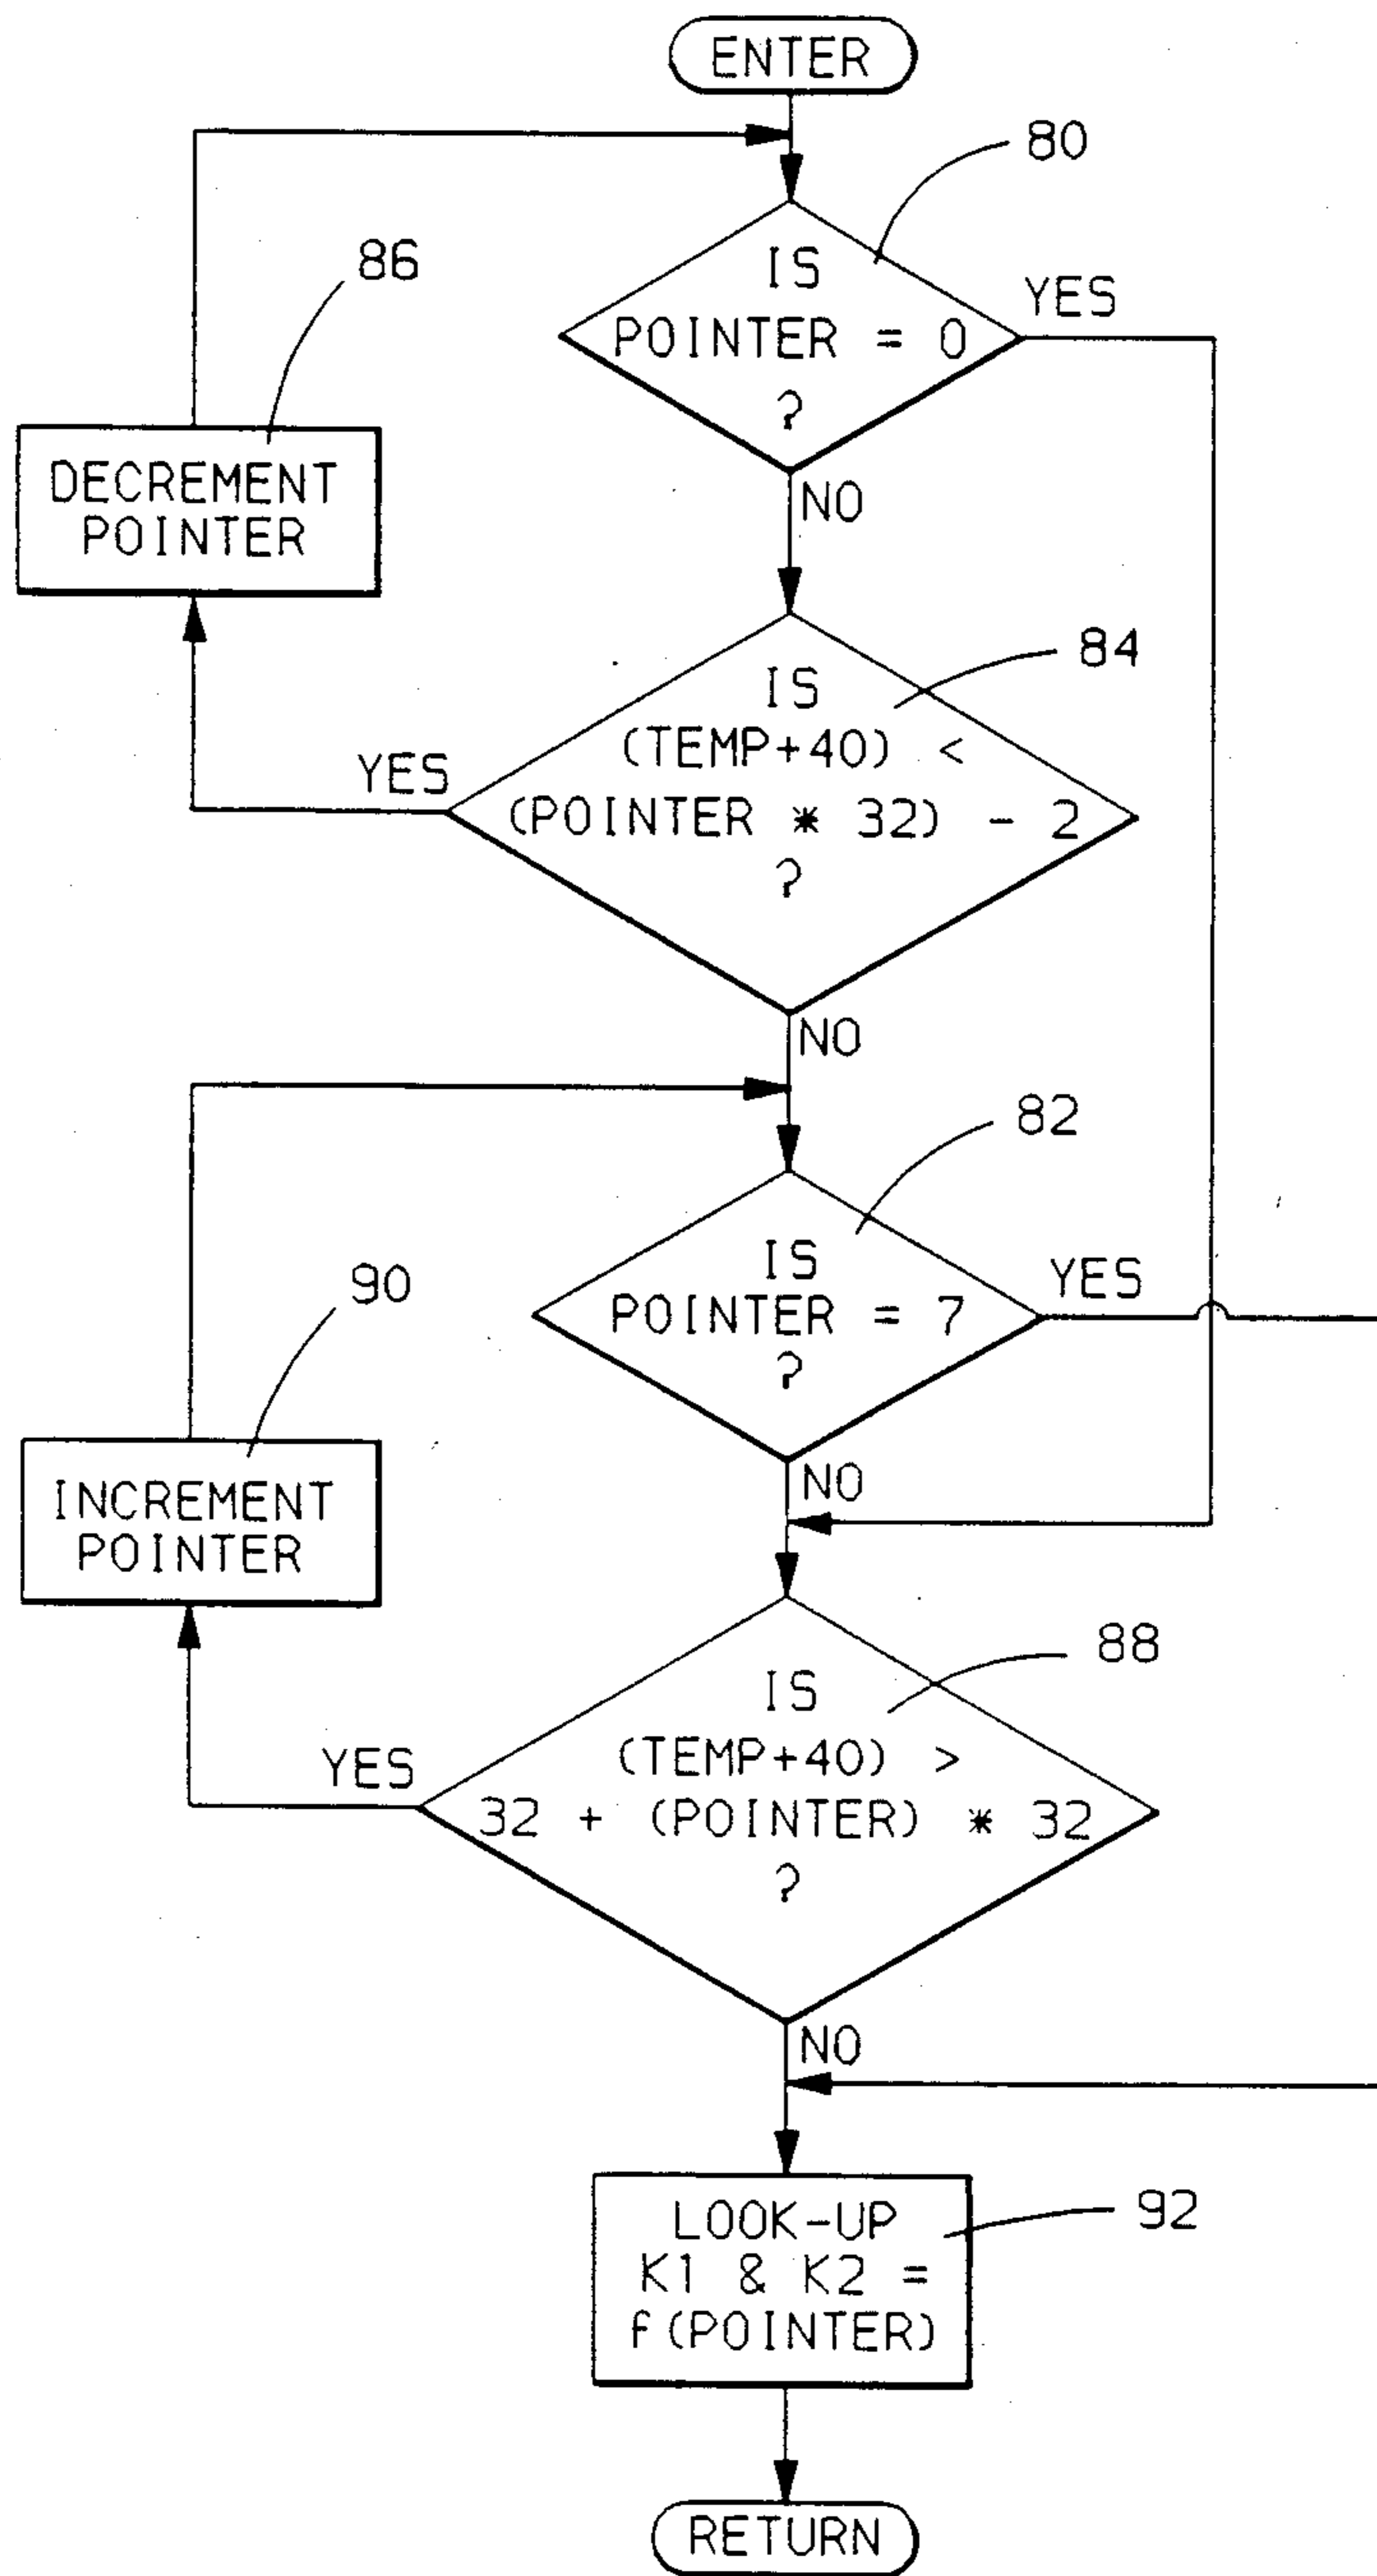 ENTER
80
IS
POINTER = 0
?
YES
NO
86
DECREMENT
POINTER
84
IS
(TEMP+40) <
(POINTER * 32) - 2
?
YES
NO
82
IS
POINTER = 7
?
YES
NO
90
INCREMENT
POINTER
88
IS
(TEMP+40) >
32 + (POINTER) * 32
?
YES
NO
92
LOOK-UP
K1 & K2 =
f(POINTER)
RETURN